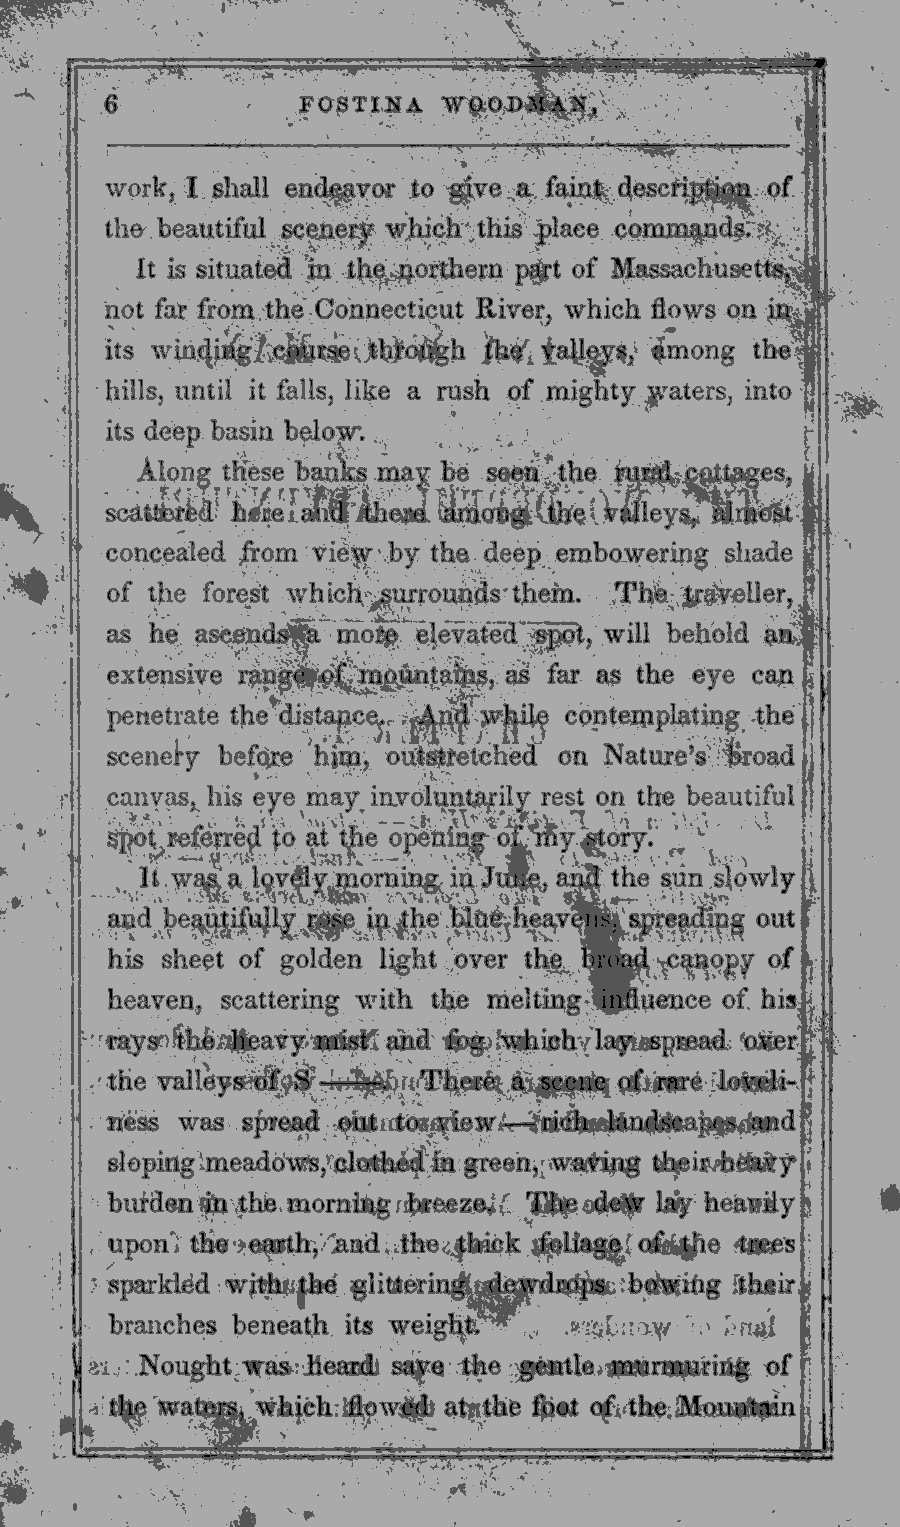 6 FOSTINA WOODMAN,
work, I shall endeavor to give a faint description of
the beautiful scenery which this place commands.
It is situated in the northern part of Massachusetts,
not far from the Connecticut River, which flows on in
its winding course through the valleys, among the
hills, until it falls, like a rush of mighty waters, into
its deep basin below.
Along these banks may be seen the rural cottages,
scattered here and there among the valleys, almost
concealed from view by the deep embowering shade
of the forest which surrounds them. The traveller,
as he ascends a more elevated spot, will behold an
extensive range of mountains, as far as the eye can
penetrate the distance. And while contemplating the
scenery before him, outstretched on Nature's broad
canvas, his eye may involuntarily rest on the beautiful
spot referred to at the opening of my story.
It was a lovely morning in June, and the sun slowly
and beautifully rose in the blue heavens, spreading out
his sheet of golden light over the broad canopy of
heaven, scattering with the melting influence of his
rays the heavy mist and fog which lay spread over
the valleys of S——. There a scene of rare loveli-
ness was spread out to view — rich landscapes and
sloping meadows, clothed in green, waving their heavy
burden in the morning breeze. The dew lay heavily
upon the earth, and the thick foliage of the trees
sparkled with the glittering dewdrops bowing their
branches beneath its weight.
Nought was heard save the gentle murmuring of
the waters, which flowed at the foot of the Mountain